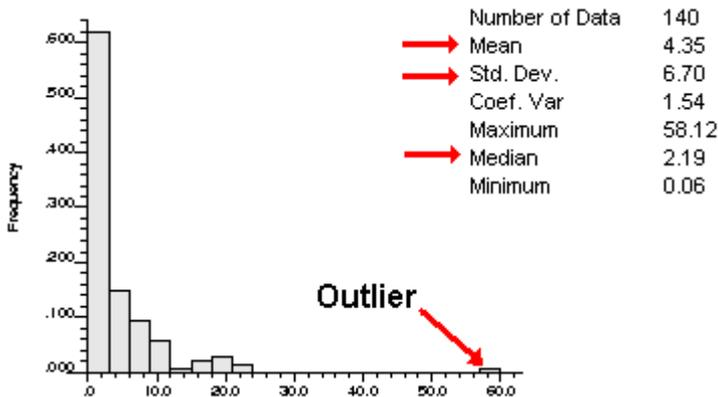 Number of Data 140
Mean 4.35
Std. Dev. 6.70
Coef. Var 1.54
Maximum 58.12
Median 2.19
Minimum 0.06
Frequency
.600
.500
.400
.300
.200
.100
.000
Outlier
.0 10.0 20.0 30.0 40.0 50.0 60.0